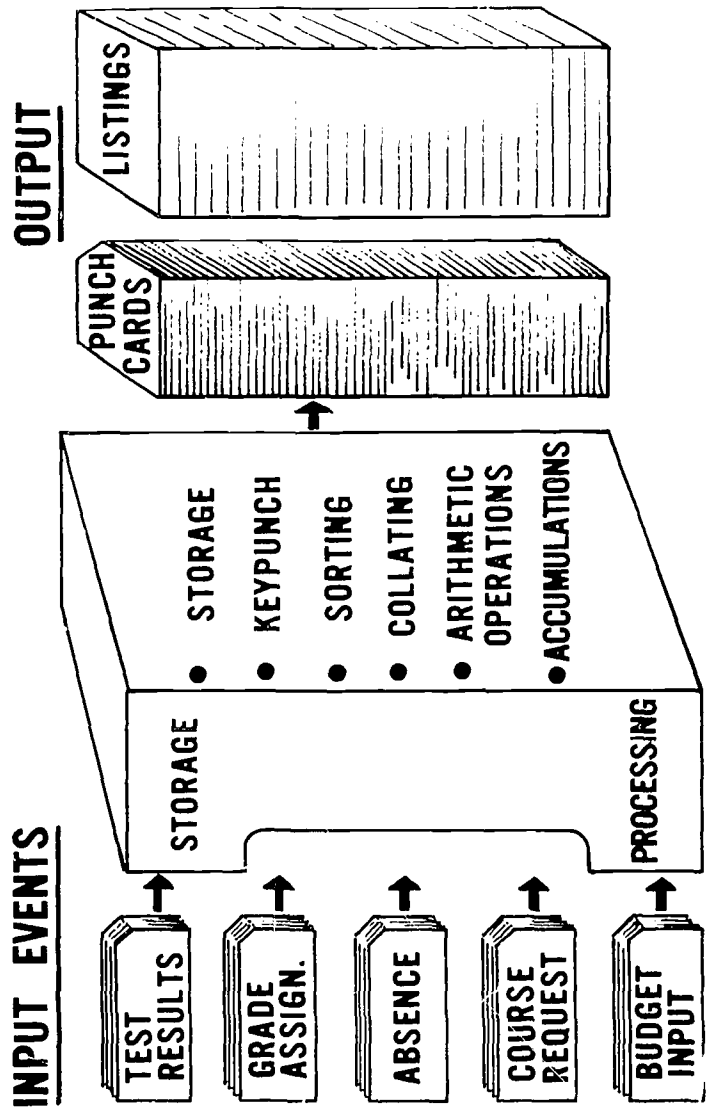 INPUT EVENTS
TEST
RESULTS
GRADE
ASSIGN.
ABSENCE
COURSE
REQUEST
BUDGET
INPUT
STORAGE
PROCESSING
● STORAGE
● KEYPUNCH
● SORTING
● COLLATING
● ARITHMETIC
OPERATIONS
● ACCUMULATIONS
OUTPUT
PUNCH
CARDS
LISTINGS